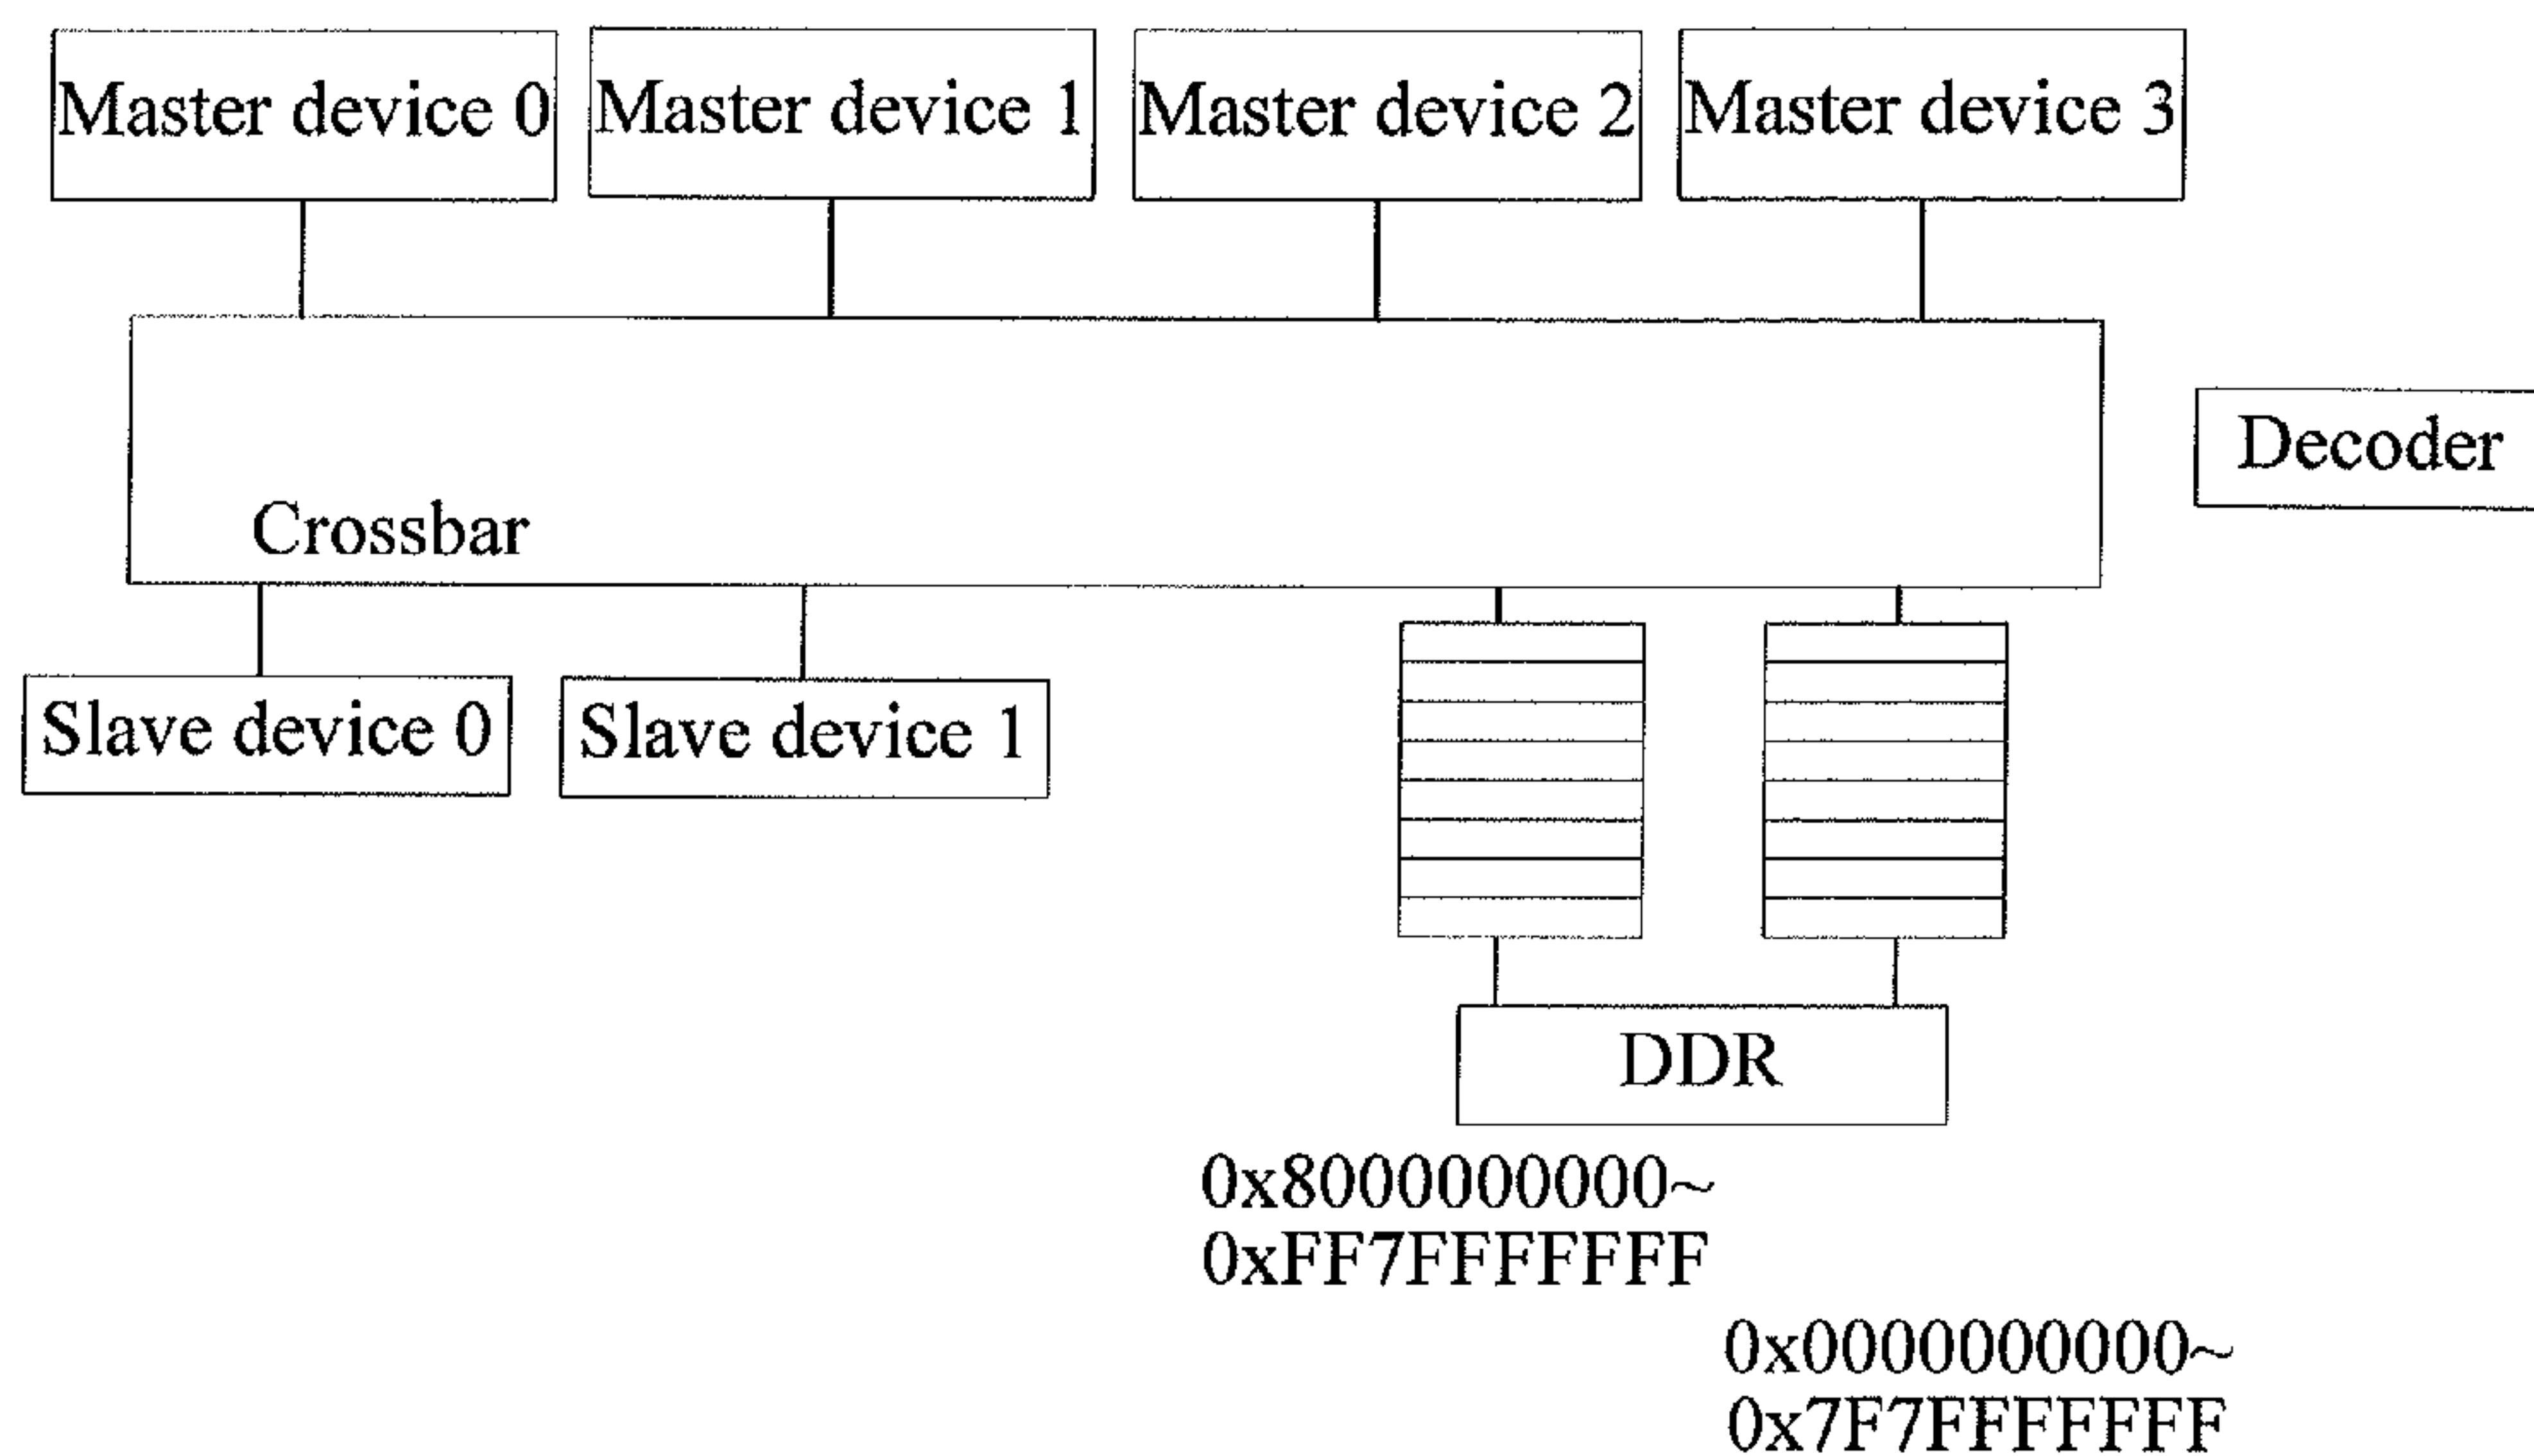 Master device 0
Master device 1
Master device 2
Master device 3
Decoder
Crossbar
Slave device 0
Slave device 1
DDR
0x8000000000~
0xFF7FFFFFFF
0x0000000000~
0x7F7FFFFFFF